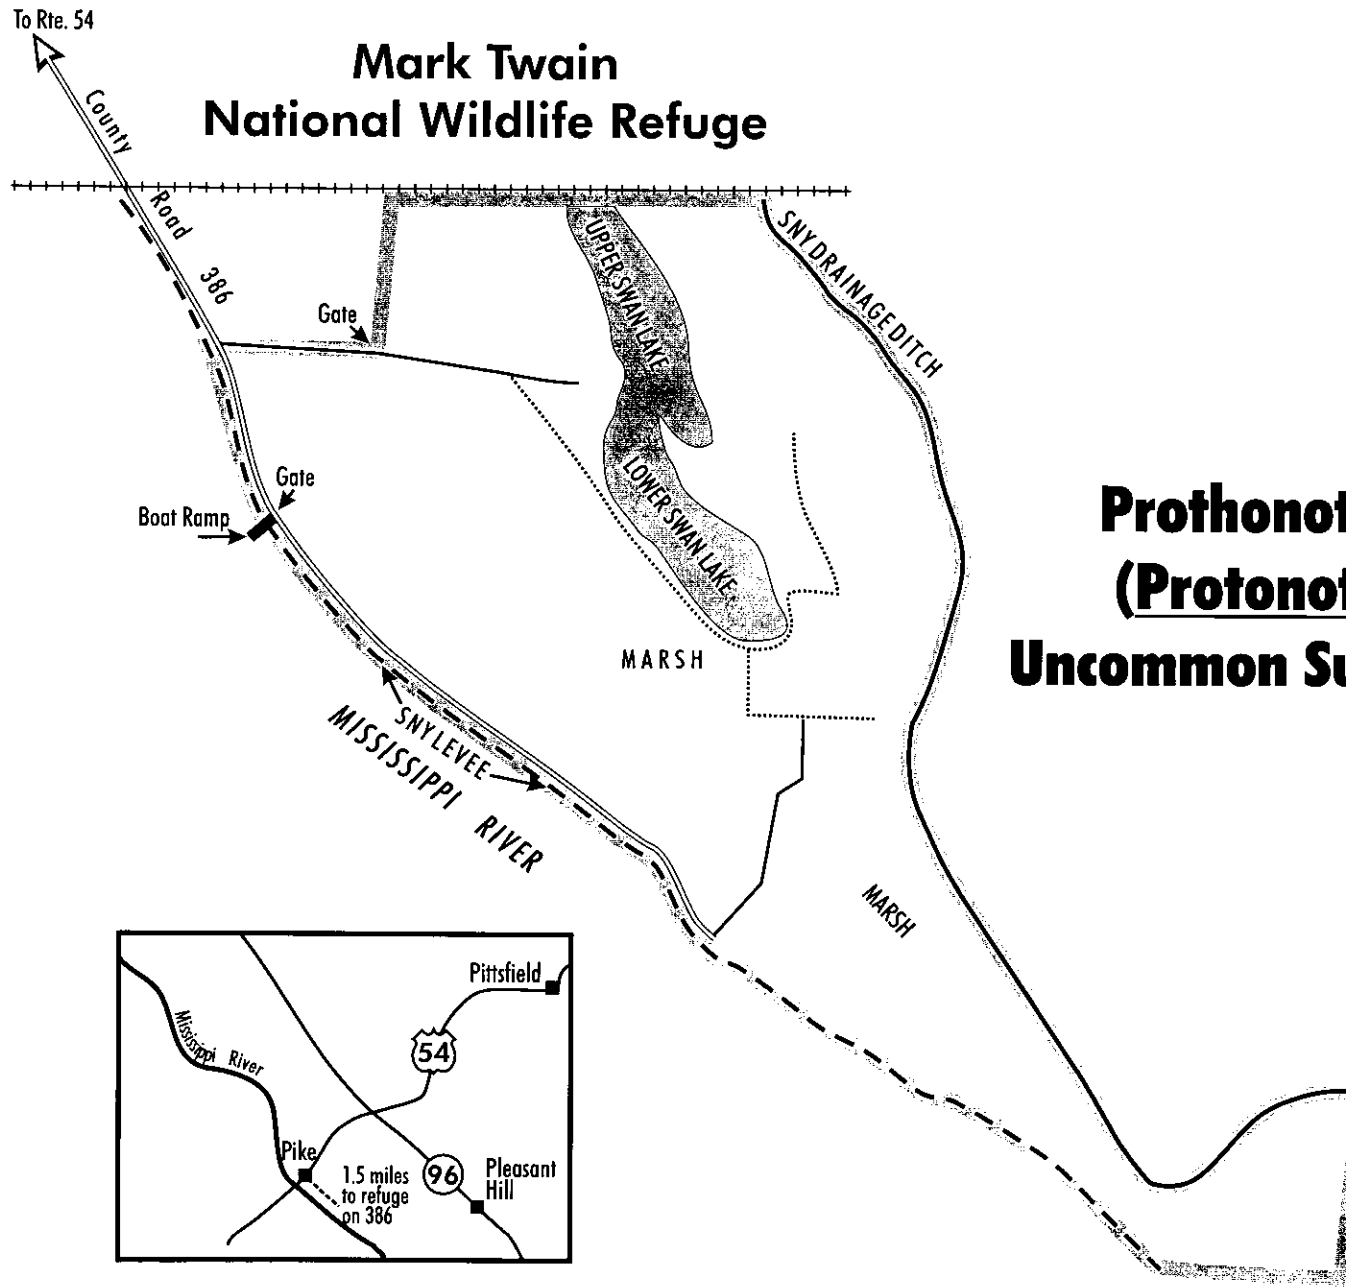 To Rte. 54
Mark Twain
National Wildlife Refuge
County Road 386
UPPER SWAN LAKE
SNY DRAINAGE DITCH
Gate
LOWER SWAN LAKE
Gate
Boat Ramp
Prothonot
(Protonot
Uncommon Su
MARSH
SNY LEVEE
MISSISSIPPI RIVER
MARSH
Pittsfield
Mississippi River
54
Pike
1.5 miles
to refuge
on 386
96
Pleasant
Hill